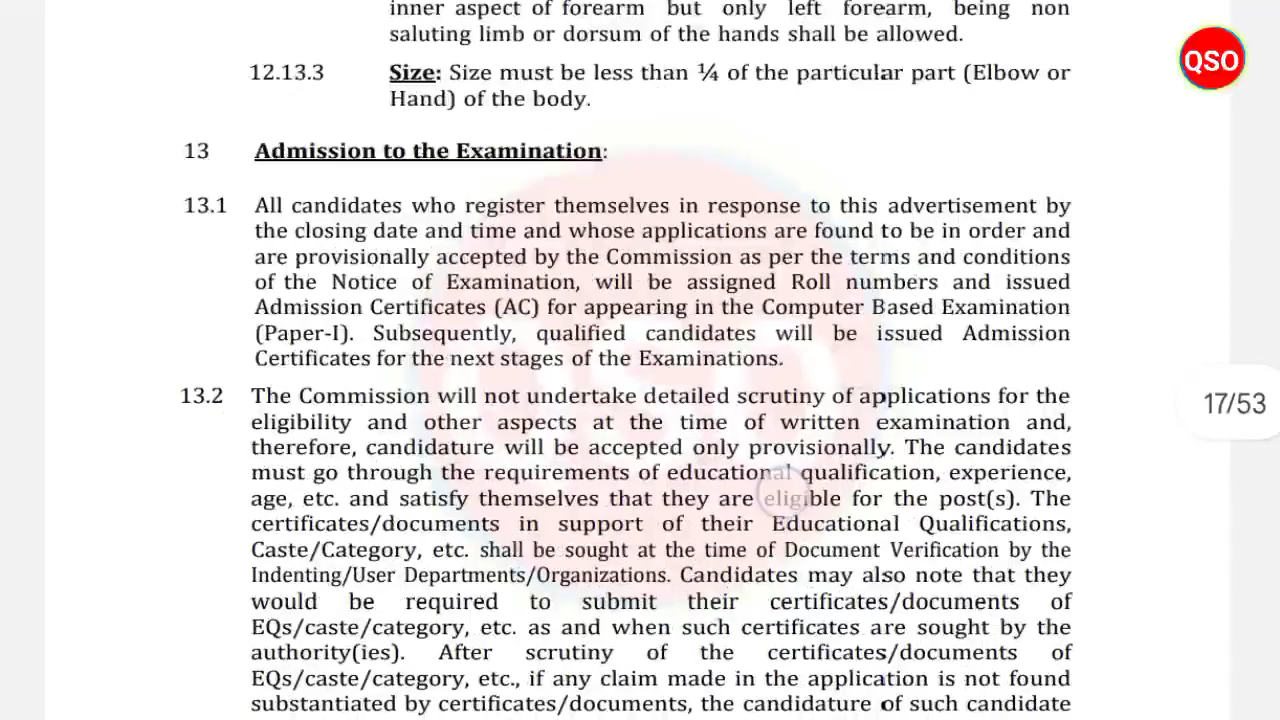 inner aspect of forearm but only left forearm, being non
saluting limb or dorsum of the hands shall be allowed.
QSO
12.13.3 Size: Size must be less than ¼ of the particular part (Elbow or
Hand) of the body.
13 Admission to the Examination:
13.1 All candidates who register themselves in response to this advertisement by
the closing date and time and whose applications are found to be in order and
are provisionally accepted by the Commission as per the terms and conditions
of the Notice of Examination, will be assigned Roll numbers and issued
Admission Certificates (AC) for appearing in the Computer Based Examination
(Paper-I). Subsequently, qualified candidates will be issued Admission
Certificates for the next stages of the Examinations.
13.2 The Commission will not undertake detailed scrutiny of applications for the
17/53
eligibility and other aspects at the time of written examination and,
therefore, candidature will be accepted only provisionally. The candidates
must go through the requirements of educational qualification, experience,
age, etc. and satisfy themselves that they are eligible for the post(s). The
certificates/documents in support of their Educational Qualifications,
Caste/Category, etc. shall be sought at the time of Document Verification by the
Indenting/User Departments/Organizations. Candidates may also note that they
would be required to submit their certificates/documents of
EQs/caste/category, etc. as and when such certificates are sought by the
authority(ies). After scrutiny of the certificates/documents of
EQs/caste/category, etc., if any claim made in the application is not found
substantiated by certificates/documents, the candidature of such candidate